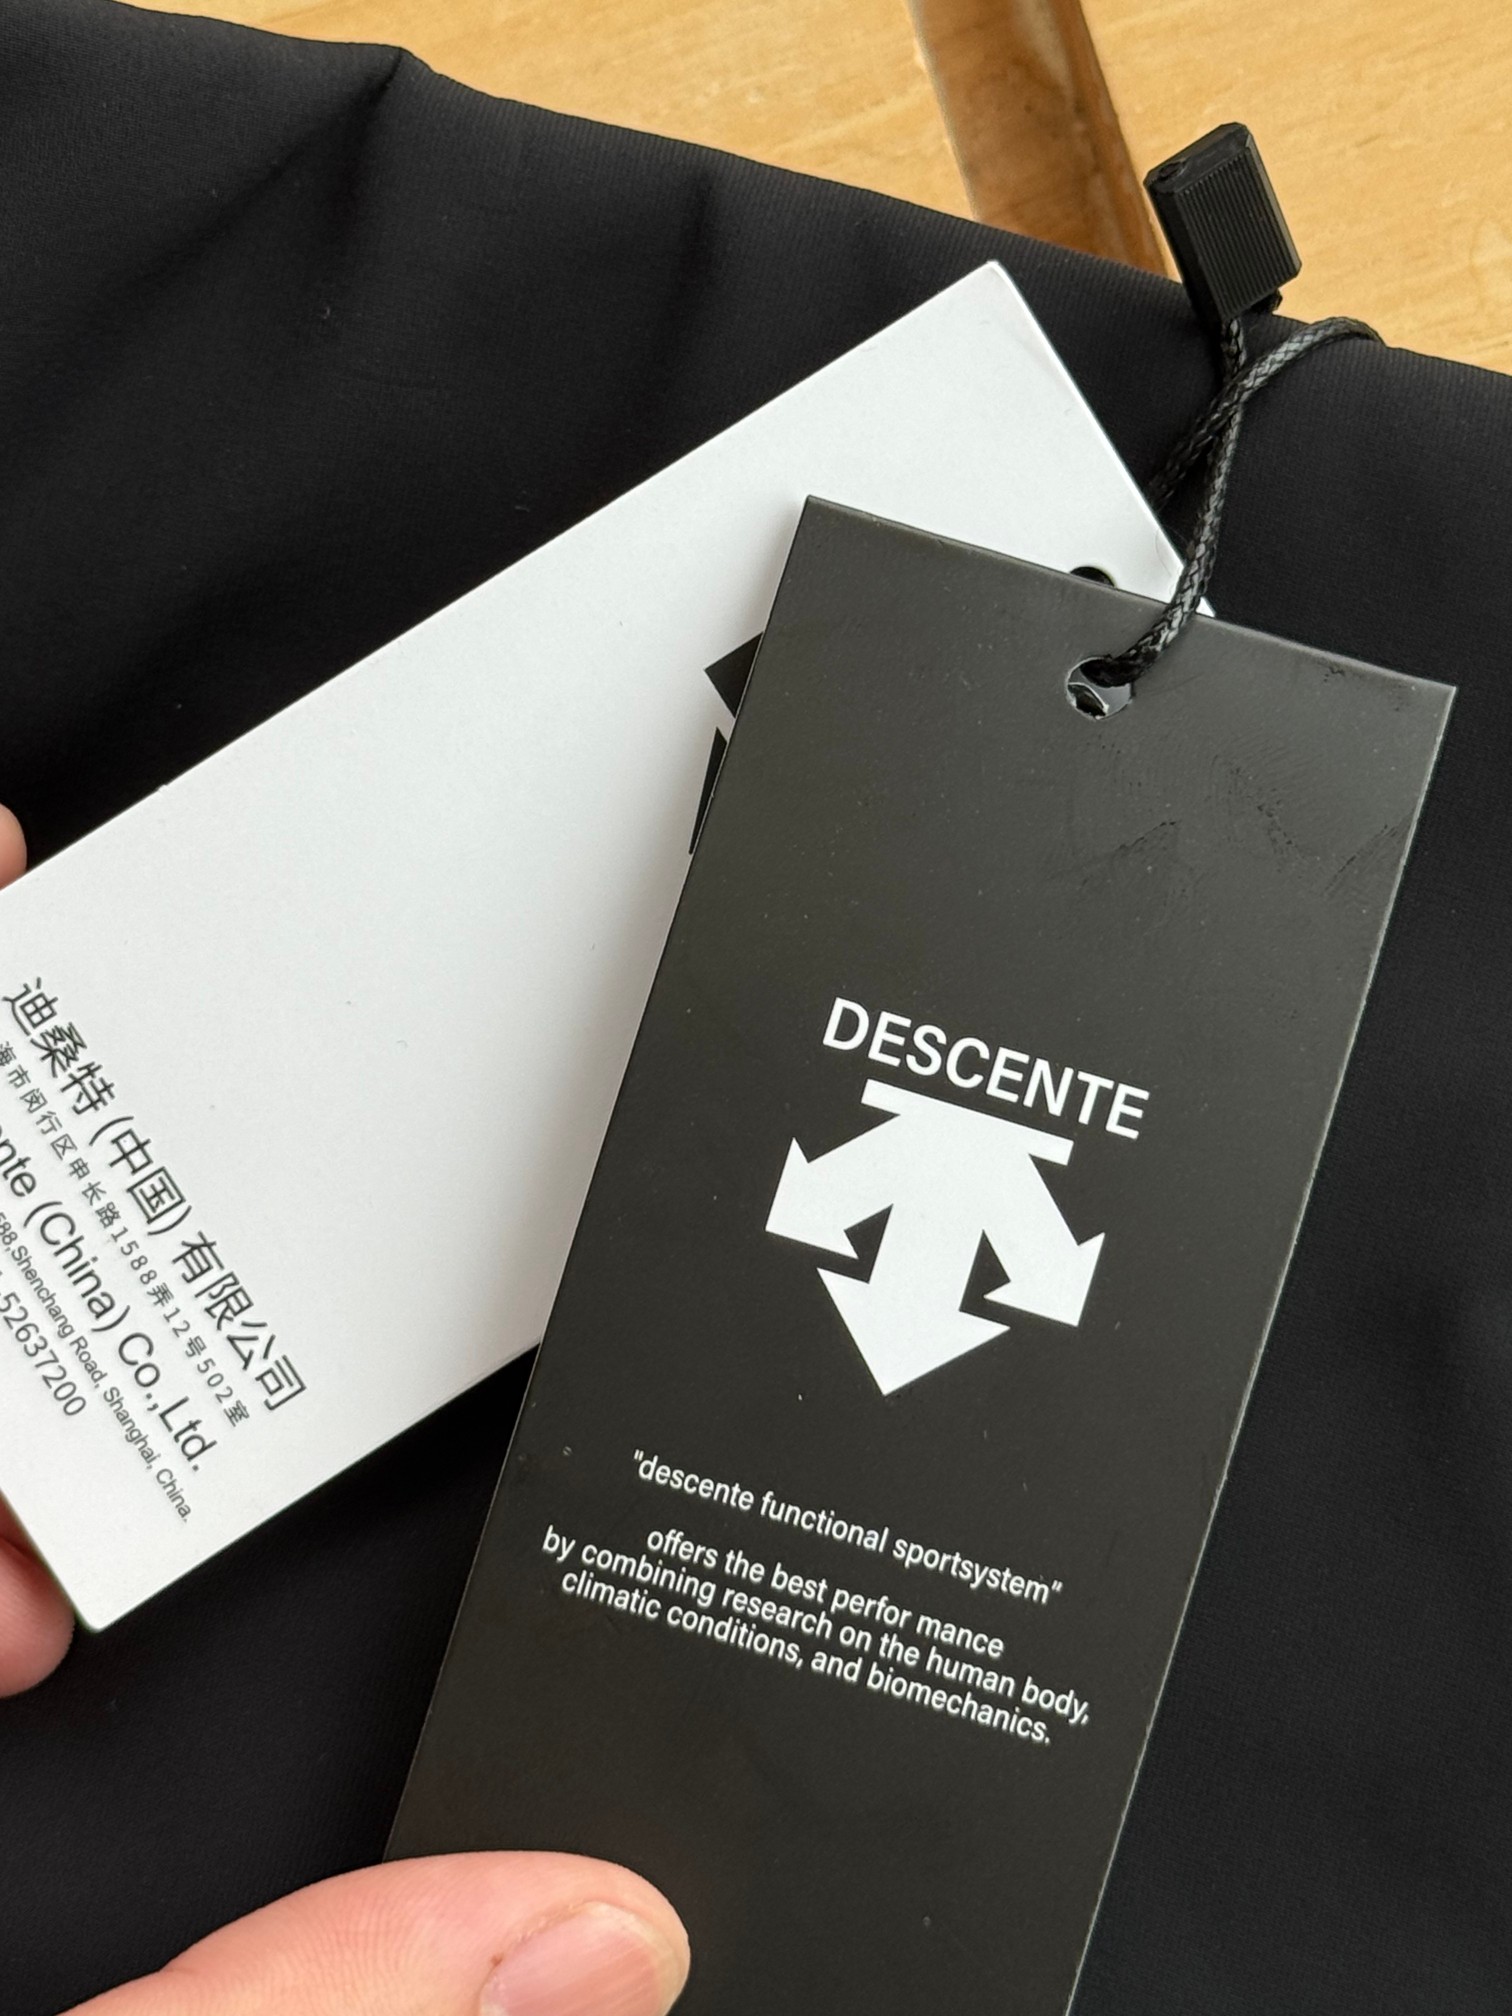 DESCENTE
"descente functional sportsystem"
offers the best perfor mance
by combining research on the human body,
climatic conditions, and biomechanics.
迪桑特 (中国) 有限公司
海市闵行区申长路1588弄12号502室
(China) Co.,Ltd.
Shenchang Road, Shanghai, China.
52637200